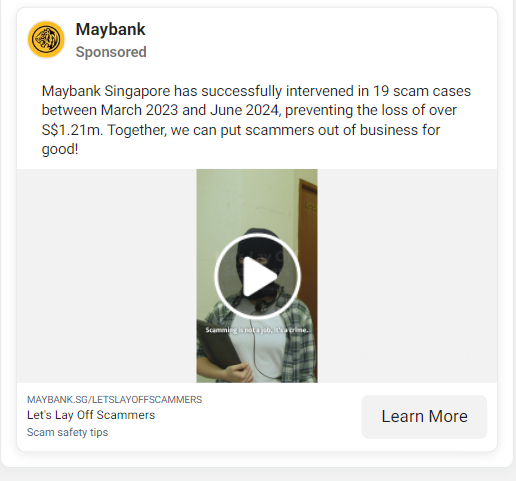 Maybank
Sponsored
Maybank Singapore has successfully intervened in 19 scam cases
between March 2023 and June 2024, preventing the loss of over
S$1.21m. Together, we can put scammers out of business for
good!
Scamming is not a job, it's a crime.
MAYBANK.SG/LETSLAYOFFSCAMMERS
Let's Lay Off Scammers
Scam safety tips
Learn More